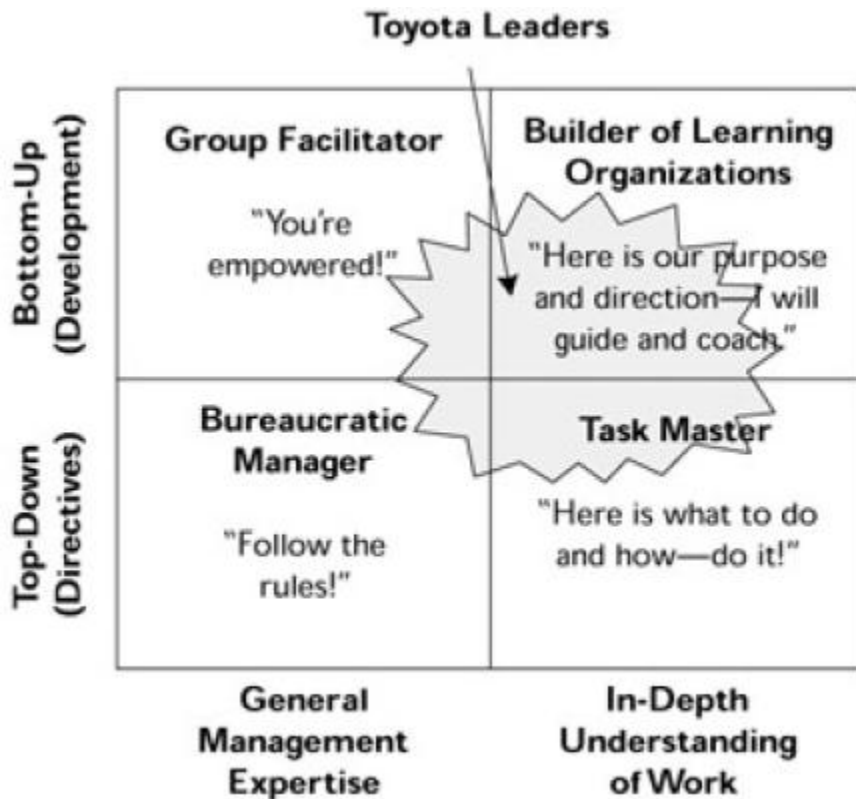 Toyota Leaders
Bottom-Up
(Development)
Group Facilitator
"You're
empowered!"
Builder of Learning
Organizations
"Here is our purpose
and direction—I will
guide and coach."
Top-Down
(Directives)
Bureaucratic
Manager
"Follow the
rules!"
Task Master
"Here is what to do
and how—do it!"
General
Management
Expertise
In-Depth
Understanding
of Work